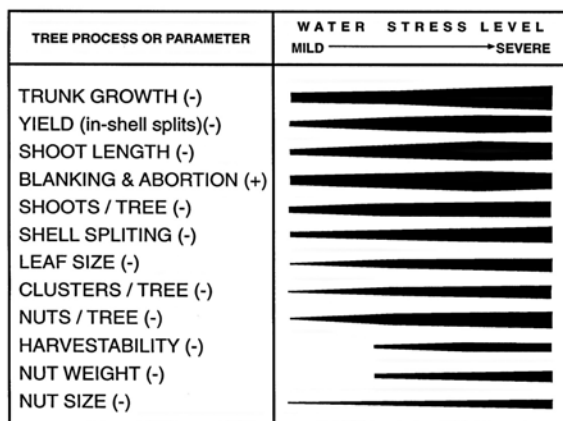 TREE PROCESS OR PARAMETER
WATER STRESS LEVEL
MILD SEVERE
TRUNK GROWTH (-)
YIELD (in-shell splits)(-)
SHOOT LENGTH (-)
BLANKING & ABORTION (+)
SHOOTS / TREE (-)
SHELL SPLITING (-)
LEAF SIZE (-)
CLUSTERS / TREE (-)
NUTS / TREE (-)
HARVESTABILITY (-)
NUT WEIGHT (-)
NUT SIZE (-)